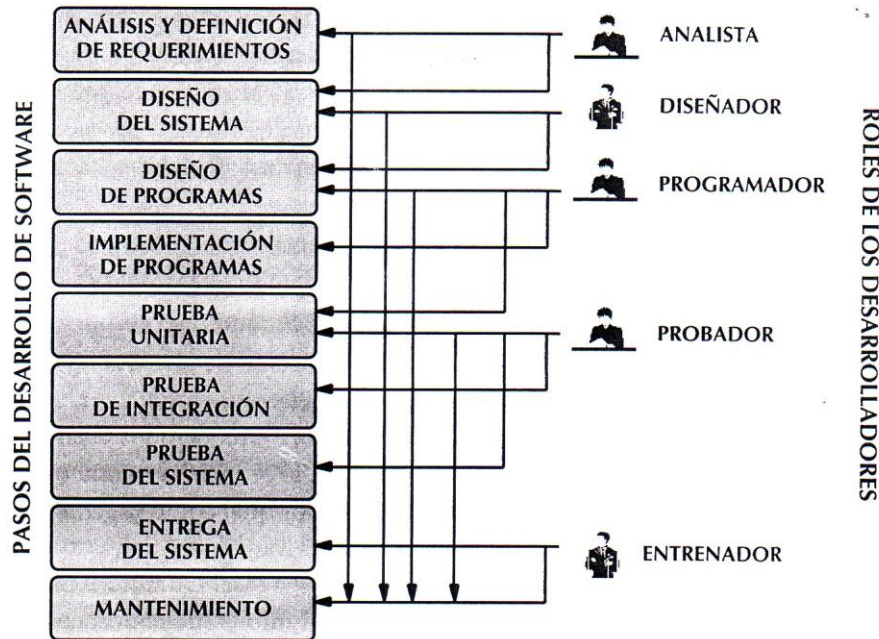 PASOS DEL DESARROLLO DE SOFTWARE
ANÁLISIS Y DEFINICIÓN
DE REQUERIMIENTOS
DISEÑO
DEL SISTEMA
DISEÑO
DE PROGRAMAS
IMPLEMENTACIÓN
DE PROGRAMAS
PRUEBA
UNITARIA
PRUEBA
DE INTEGRACIÓN
PRUEBA
DEL SISTEMA
ENTREGA
DEL SISTEMA
MANTENIMIENTO
ANALISTA
DISEÑADOR
PROGRAMADOR
PROBADOR
ENTRENADOR
ROLES DE LOS DESARROLLADORES